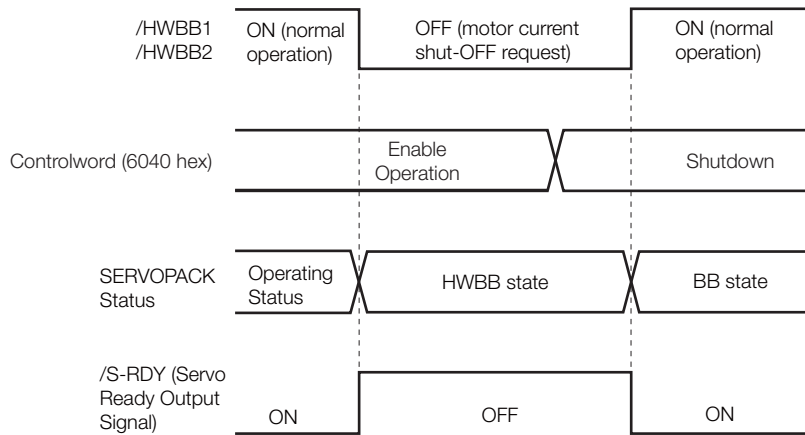 /HWBB1
/HWBB2
ON (normal
operation)
OFF (motor current
shut-OFF request)
ON (normal
operation)
Controlword (6040 hex)
Enable
Operation
Shutdown
SERVOPACK
Status
Operating
Status
HWBB state
BB state
/S-RDY (Servo
Ready Output
Signal)
ON
OFF
ON